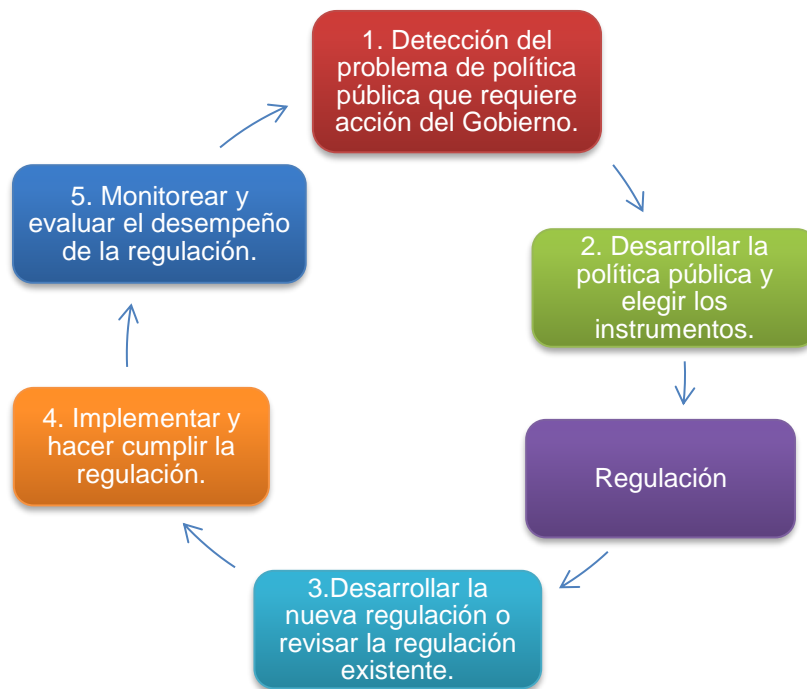 1. Detección del
problema de política
pública que requiere
acción del Gobierno.
2. Desarrollar la
política pública y
elegir los
instrumentos.
Regulación
3.Desarrollar la
nueva regulación o
revisar la regulación
existente.
4. Implementar y
hacer cumplir la
regulación.
5. Monitorear y
evaluar el desempeño
de la regulación.